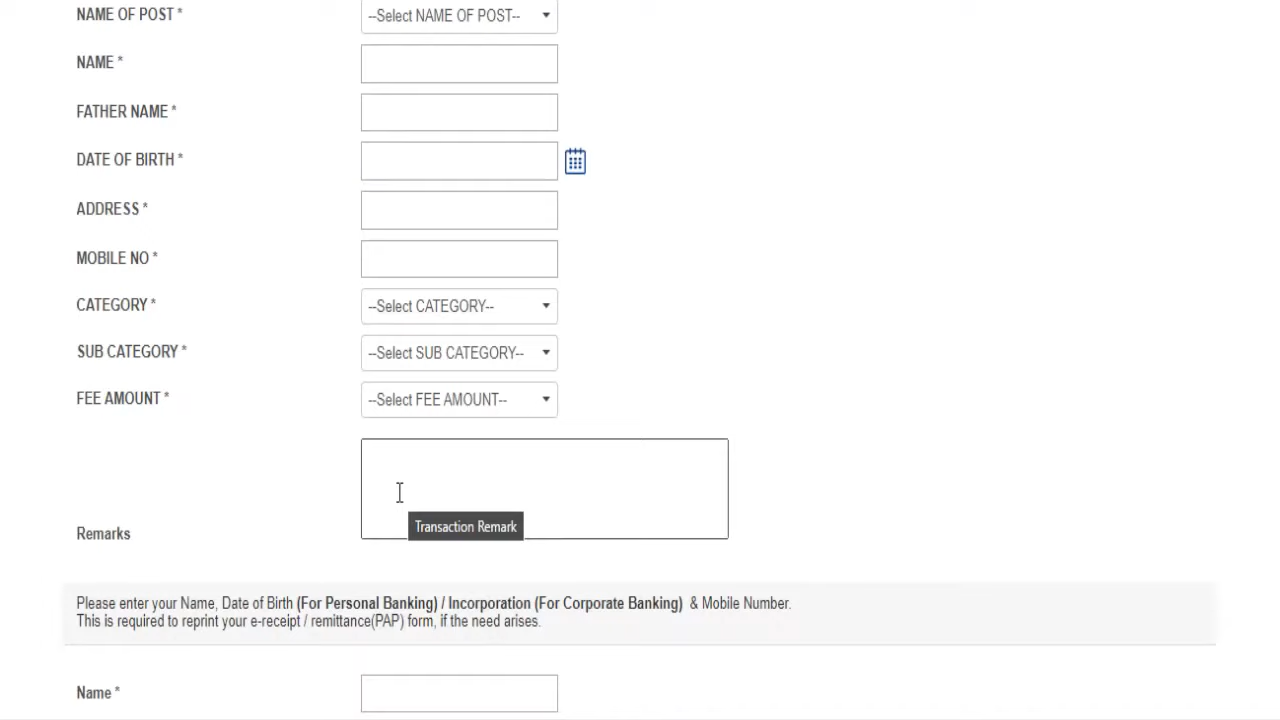 NAME OF POST * --Select NAME OF POST--
NAME *
FATHER NAME *
DATE OF BIRTH *
ADDRESS *
MOBILE NO *
CATEGORY * --Select CATEGORY--
SUB CATEGORY * --Select SUB CATEGORY--
FEE AMOUNT * --Select FEE AMOUNT--
Transaction Remark
Remarks
Please enter your Name, Date of Birth (For Personal Banking) / Incorporation (For Corporate Banking) & Mobile Number.
This is required to reprint your e-receipt / remittance(PAP) form, if the need arises.
Name *